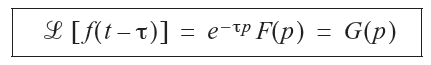 ℒ [f(t – τ)] = e^{–τp} F(p) = G(p)